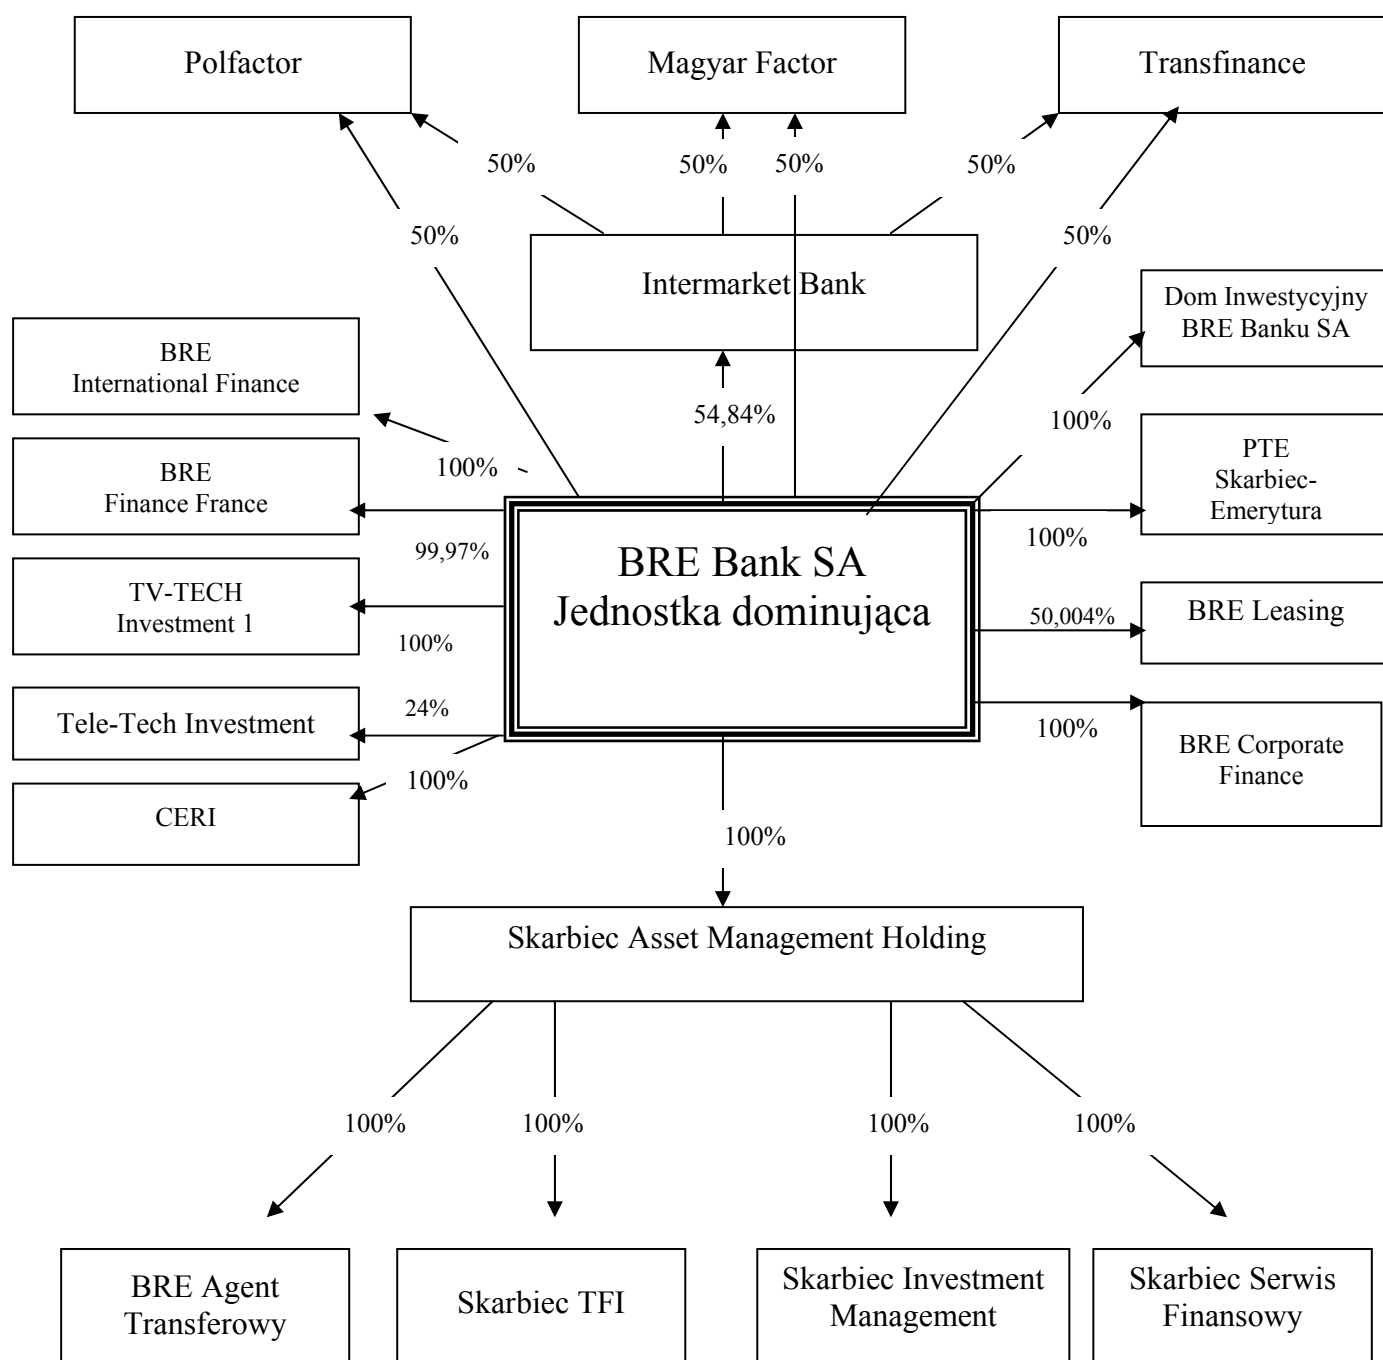 Polfactor
Magyar Factor
Transfinance
50%
50%
50%
50%
50%
50%
Intermarket Bank
Dom Inwestycyjny
BRE Banku SA
BRE
International Finance
54,84%
100%
100%
BRE
Finance France
PTE
Skarbiec-
Emerytura
99,97%
100%
BRE Bank SA
Jednostka dominująca
TV-TECH
Investment 1
100%
50,004%
BRE Leasing
Tele-Tech Investment
24%
100%
BRE Corporate
Finance
100%
CERI
100%
Skarbiec Asset Management Holding
100%
100%
100%
100%
BRE Agent
Transferowy
Skarbiec TFI
Skarbiec Investment
Management
Skarbiec Serwis
Finansowy